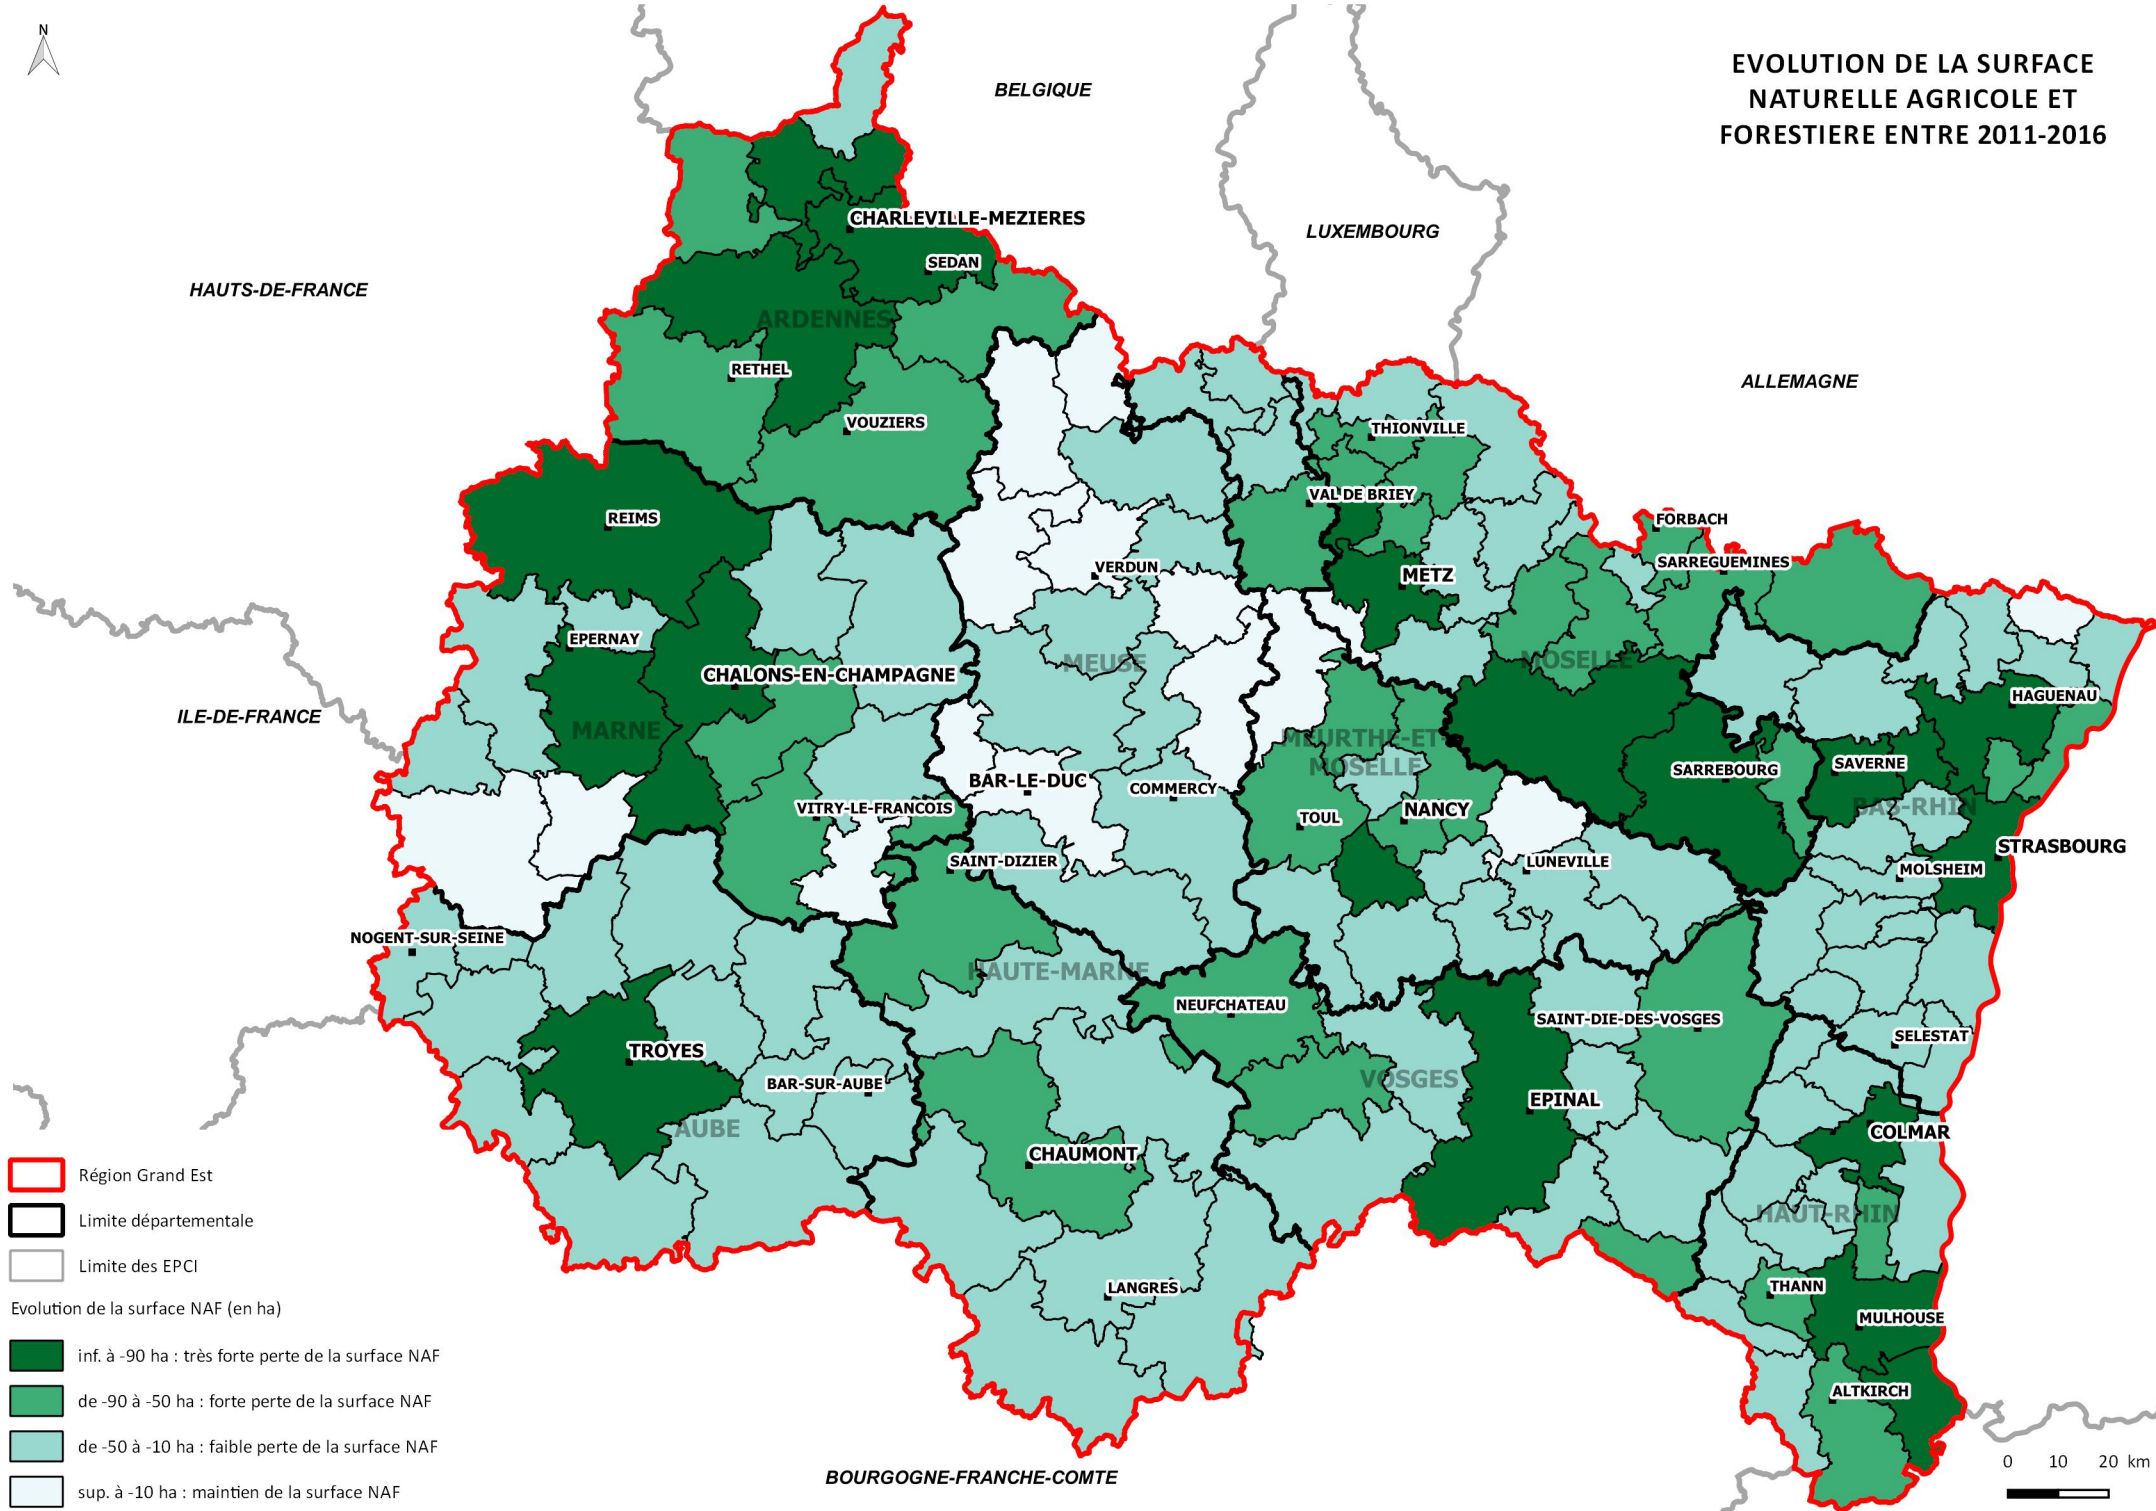 N
EVOLUTION DE LA SURFACE
NATURELLE AGRICOLE ET
FORESTIERE ENTRE 2011-2016
BELGIQUE
LUXEMBOURG
HAUTS-DE-FRANCE
ALLEMAGNE
ILE-DE-FRANCE
BOURGOGNE-FRANCHE-COMTE
CHARLEVILLE-MEZIERES
SEDAN
ARDENNES
RETHEL
VOUZIERS
THIONVILLE
VAL DE BRIEY
REIMS
FORBACH
SARREGUEMINES
VERDUN
METZ
EPERNAY
MEUSE
MOSELLE
CHALONS-EN-CHAMPAGNE
HAGUENAU
MARNE
MEURTHE-ET-
MOSELLE
SARREBOURG
SAVERNE
BAR-LE-DUC
COMMERCY
VITRY-LE-FRANCOIS
TOUL
NANCY
BAS-RHIN
STRASBOURG
SAINT-DIZIER
LUNEVILLE
MOLSHEIM
NOGENT-SUR-SEINE
HAUTE-MARNE
NEUFCHATEAU
SAINT-DIE-DES-VOSGES
SELESTAT
TROYES
BAR-SUR-AUBE
VOSGES
EPINAL
AUBE
COLMAR
CHAUMONT
HAUT-RHIN
LANGRES
THANN
MULHOUSE
ALTKIRCH
Région Grand Est
Limite départementale
Limite des EPCI
Evolution de la surface NAF (en ha)
inf. à -90 ha : très forte perte de la surface NAF
de -90 à -50 ha : forte perte de la surface NAF
de -50 à -10 ha : faible perte de la surface NAF
sup. à -10 ha : maintien de la surface NAF
0 10 20 km